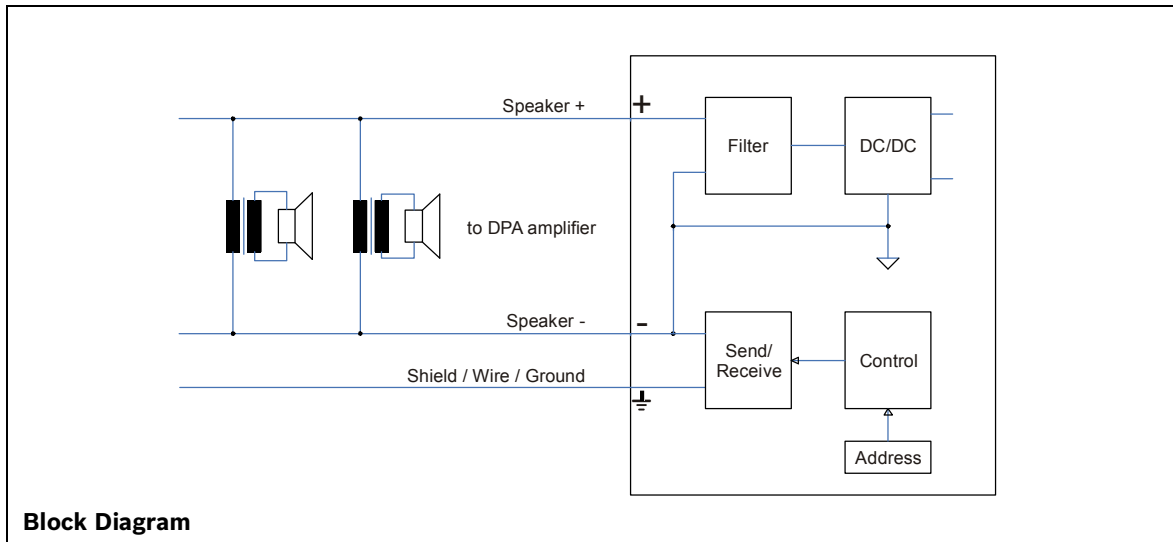 Speaker +
+
Filter
DC/DC
to DPA amplifier
Speaker -
-
Send/
Receive
Control
Shield / Wire / Ground
Address
Block Diagram